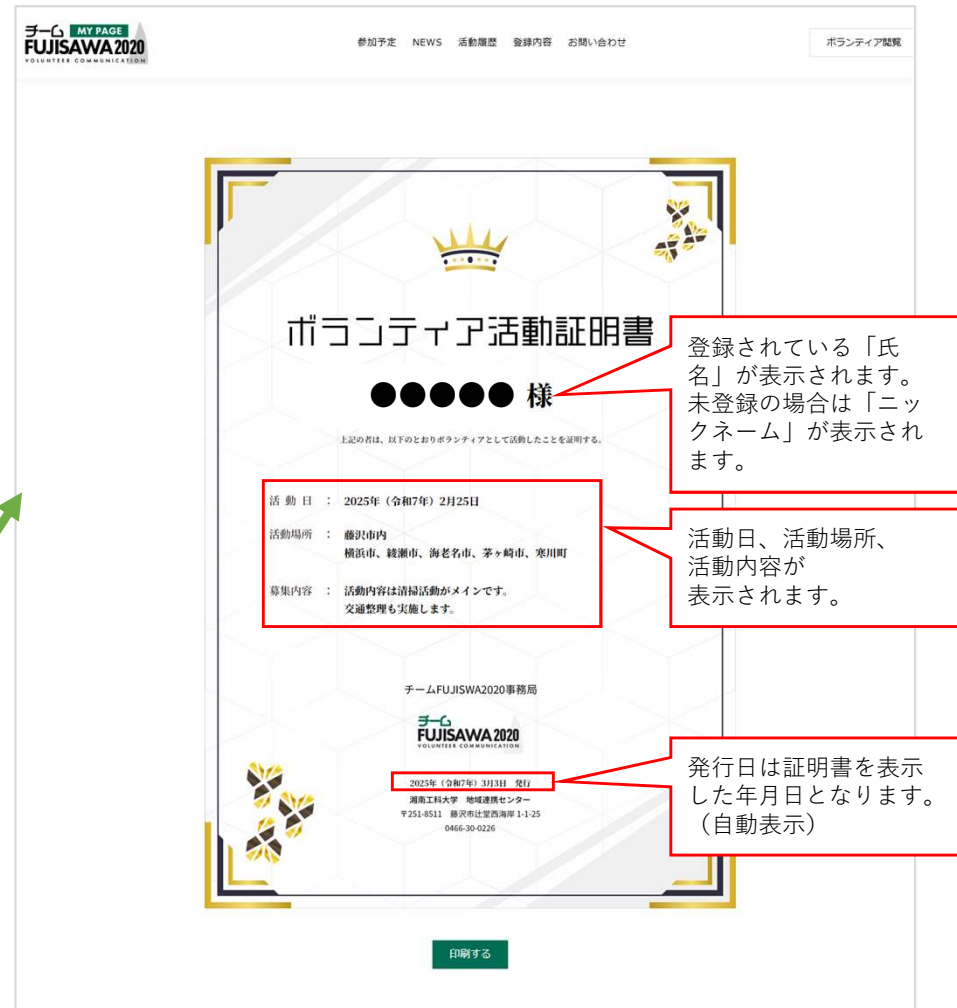 チーム MY PAGE
FUJISAWA2020
VOLUNTEER COMMUNICATION
参加予定 NEWS 活動履歴 登録内容 お問い合わせ
ボランティア閲覧
ボランティア活動証明書
●●●●● 様
上記の者は、以下のとおりボランティアとして活動したことを証明する。
登録されている「氏
名」が表示されます。
未登録の場合は「ニッ
クネーム」が表示され
ます。
活 動 日 : 2025年（令和7年）2月25日
活動場所 : 藤沢市内
横浜市、綾瀬市、海老名市、茅ヶ崎市、寒川町
募集内容 : 活動内容は清掃活動がメインです。
交通整理も実施します。
活動日、活動場所、
活動内容が
表示されます。
チームFUJISWA2020事務局
チーム
FUJISAWA 2020
VOLUNTEER COMMUNICATION
2025年（令和7年）3月3日 発行
湘南工科大学 地域連携センター
〒251-8511 藤沢市辻堂西海岸 1-1-25
0466-30-0226
発行日は証明書を表示
した年月日となります。
（自動表示）
印刷する